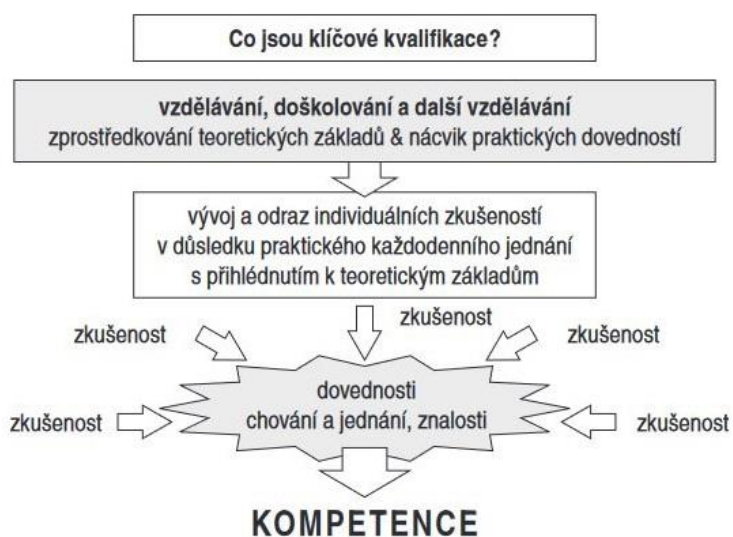 Co jsou klíčové kvalifikace?
vzdělávání, doškolování a další vzdělávání
zprostředkování teoretických základů & nácvik praktických dovedností
vývoj a odraz individuálních zkušeností
v důsledku praktického každodenního jednání
s přihlédnutím k teoretickým základům
zkušenost
zkušenost
zkušenost
dovednosti
chování a jednání, znalosti
zkušenost
zkušenost
KOMPETENCE